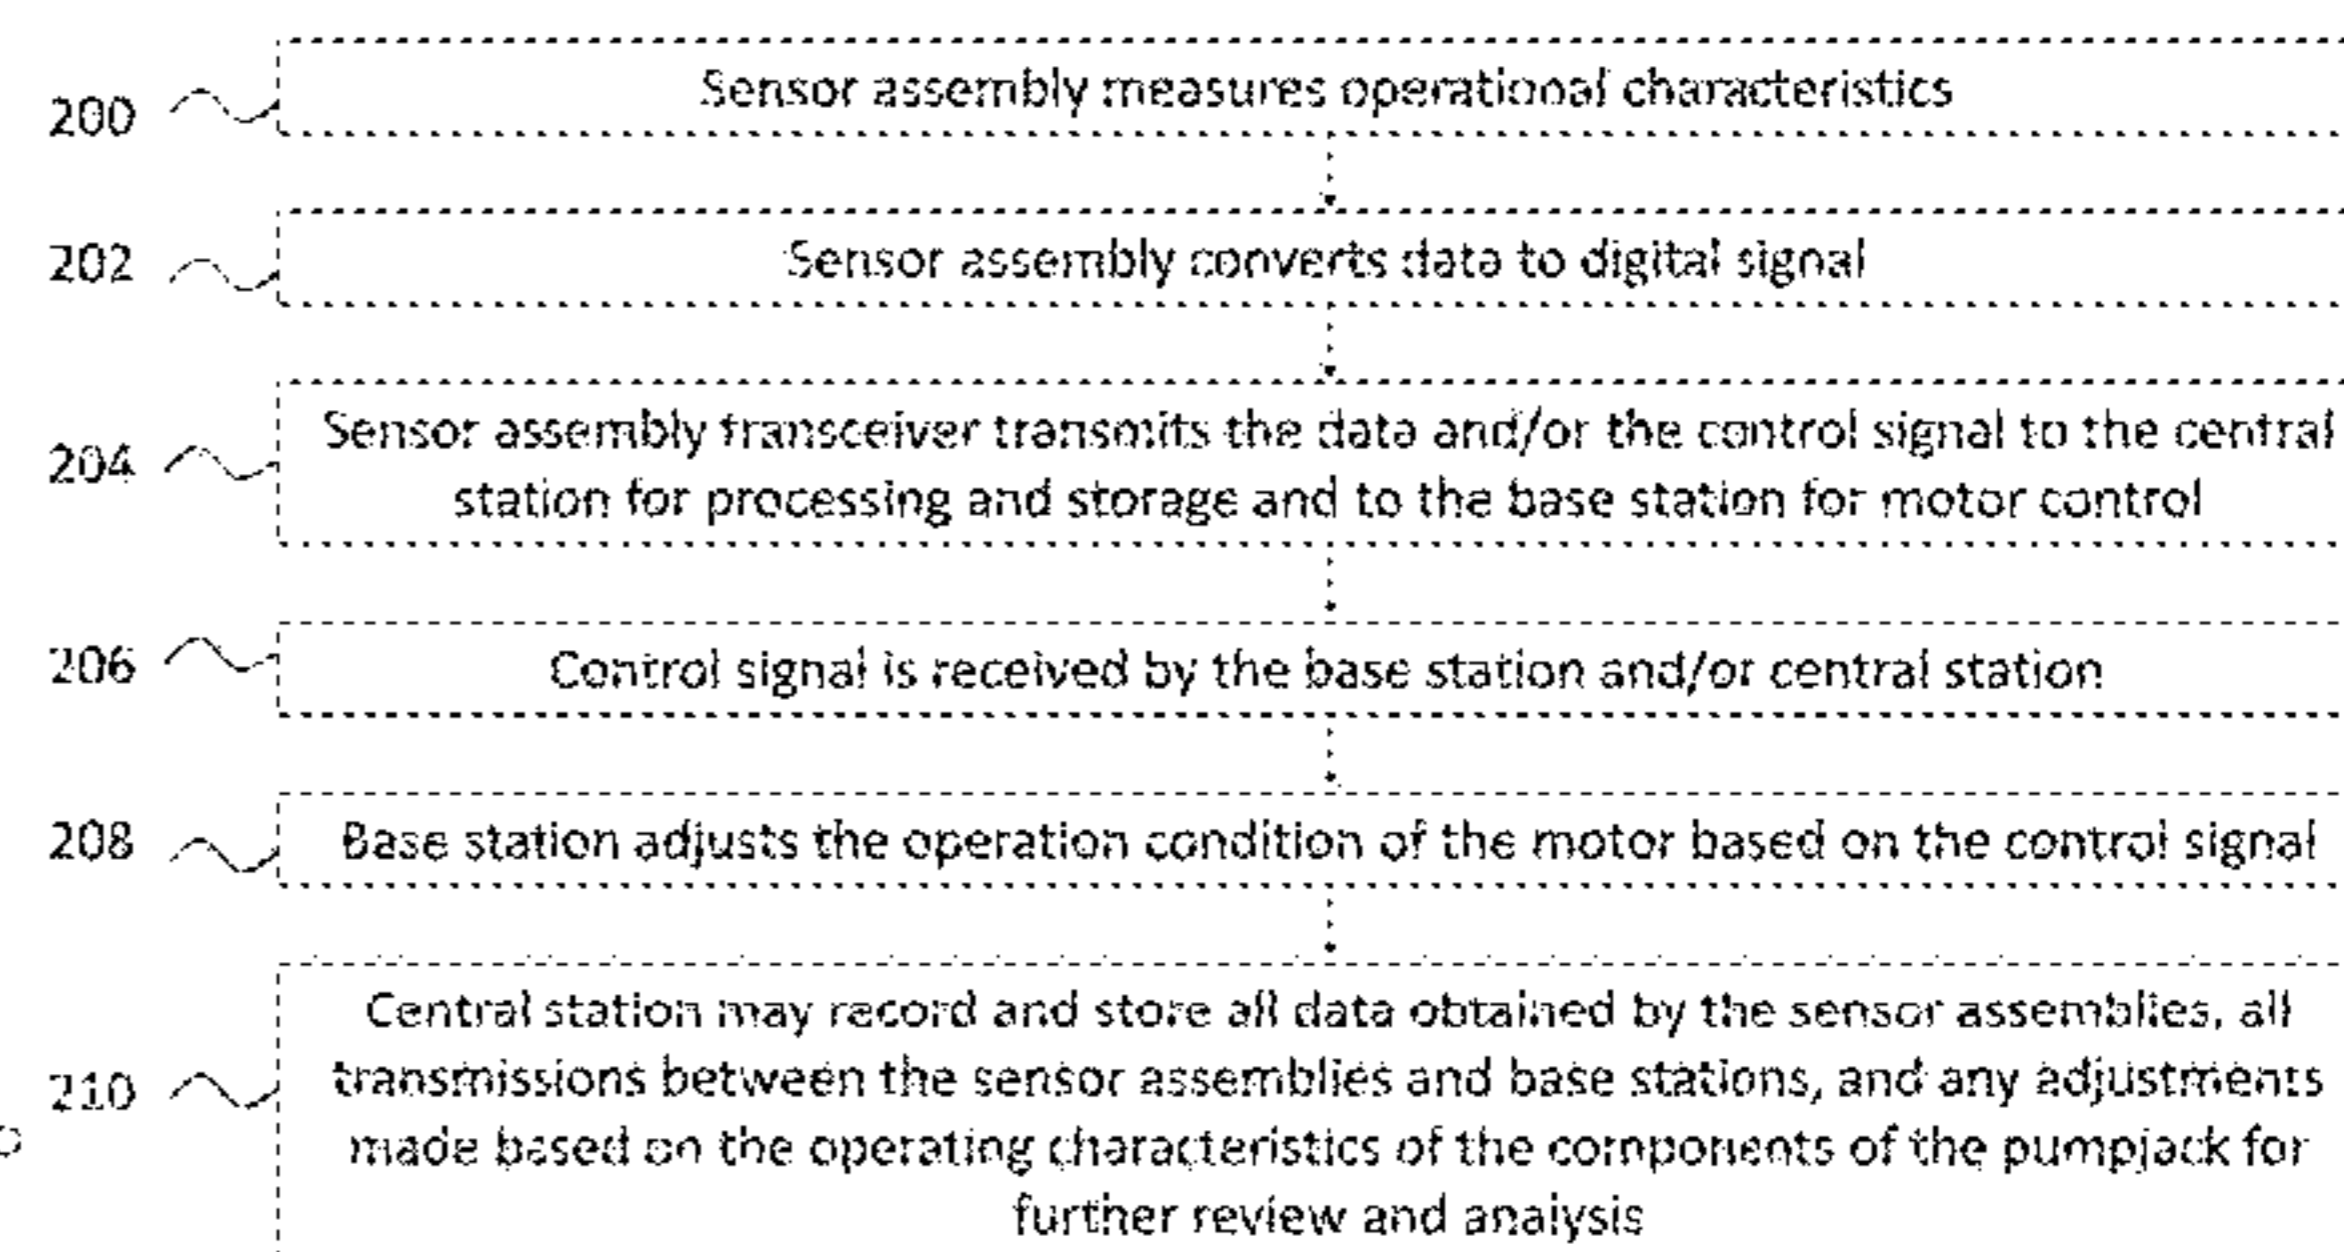 200 Sensor assembly measures operational characteristics
202 Sensor assembly converts data to digital signal
204 Sensor assembly transceiver transmits the data and/or the control signal to the central
station for processing and storage and to the base station for motor control
206 Control signal is received by the base station and/or central station
208 Base station adjusts the operation condition of the motor based on the control signal
210 Central station may record and store all data obtained by the sensor assemblies, all
transmissions between the sensor assemblies and base stations, and any adjustments
made based on the operating characteristics of the components of the pumpjack for
further review and analysis